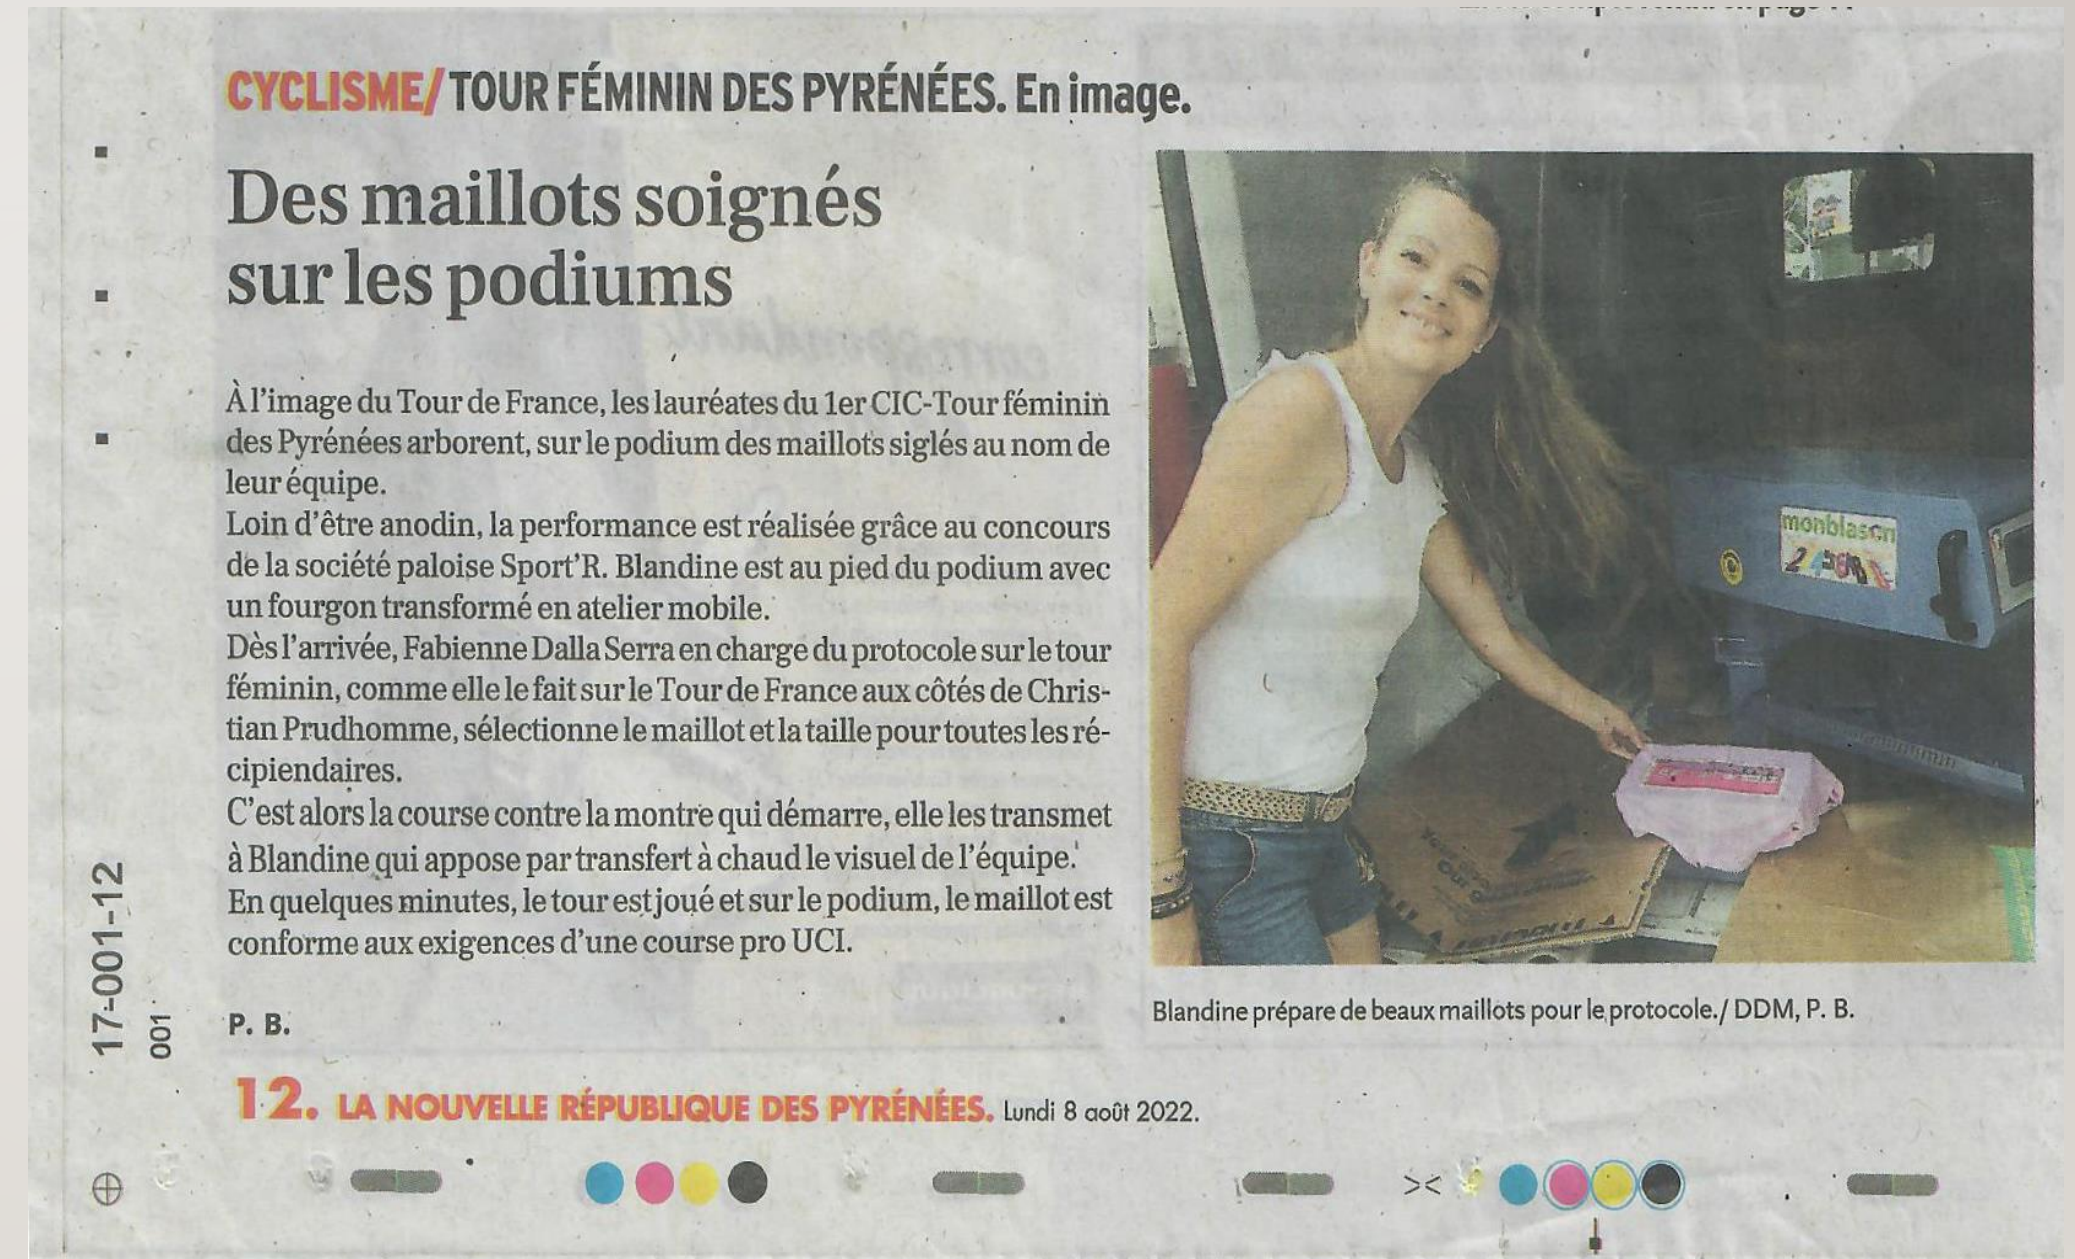 CYCLISME/ TOUR FÉMININ DES PYRÉNÉES. En image.
Des maillots soignés
sur les podiums
À l'image du Tour de France, les lauréates du 1er CIC-Tour féminin
des Pyrénées arborent, sur le podium des maillots siglés au nom de
leur équipe.
Loin d'être anodin, la performance est réalisée grâce au concours
de la société paloise Sport'R. Blandine est au pied du podium avec
un fourgon transformé en atelier mobile.
Dès l'arrivée, Fabienne Dalla Serra en charge du protocole sur le tour
féminin, comme elle le fait sur le Tour de France aux côtés de Chris-
tian Prudhomme, sélectionne le maillot et la taille pour toutes les ré-
cipiendaires.
C'est alors la course contre la montre qui démarre, elle les transmet
à Blandine qui appose par transfert à chaud le visuel de l'équipe.
En quelques minutes, le tour est joué et sur le podium, le maillot est
conforme aux exigences d'une course pro UCI.
P. B.
monblason
Blandine prépare de beaux maillots pour le protocole./ DDM, P. B.
12. LA NOUVELLE RÉPUBLIQUE DES PYRÉNÉES. Lundi 8 août 2022.
17-001-12
001